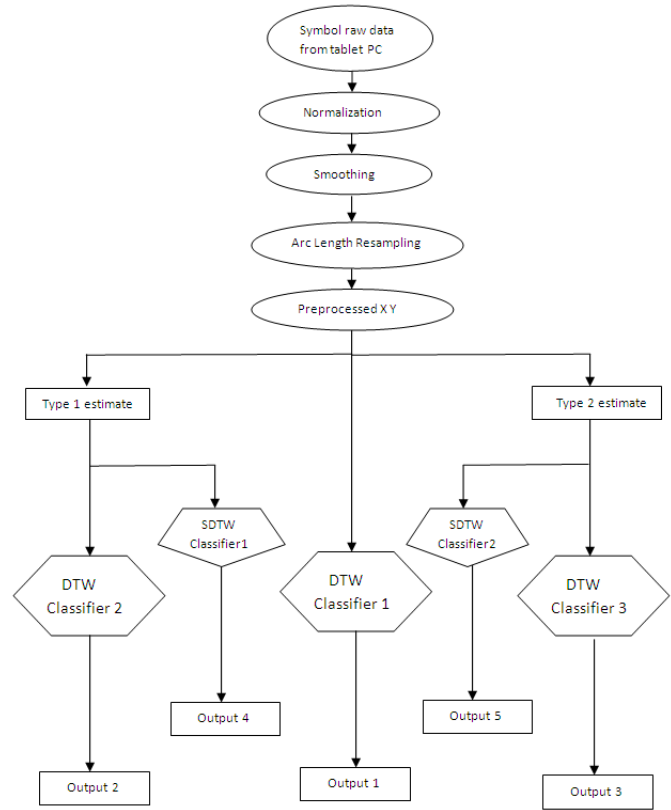 Symbol raw data
from tablet PC
Normalization
Smoothing
Arc Length Resampling
Preprocessed X Y
Type 1 estimate
Type 2 estimate
SDTW
Classifier1
SDTW
Classifier2
DTW
Classifier 2
DTW
Classifier 1
DTW
Classifier 3
Output 4
Output 5
Output 2
Output 1
Output 3